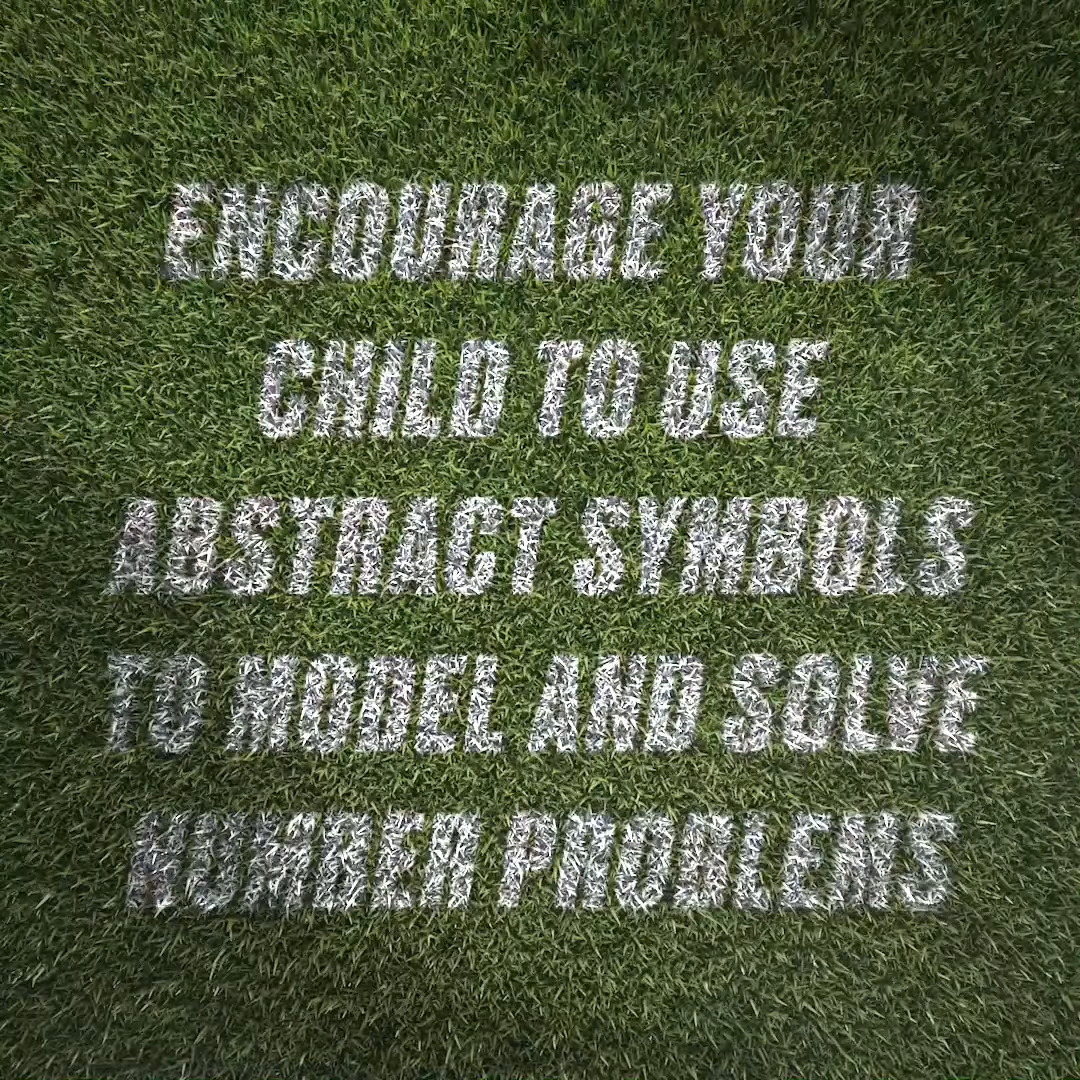 ENCOURAGE YOUR
CHILD TO USE
ABSTRACT SYMBOLS
TO MODEL AND SOLVE
NUMBER PROBLEMS